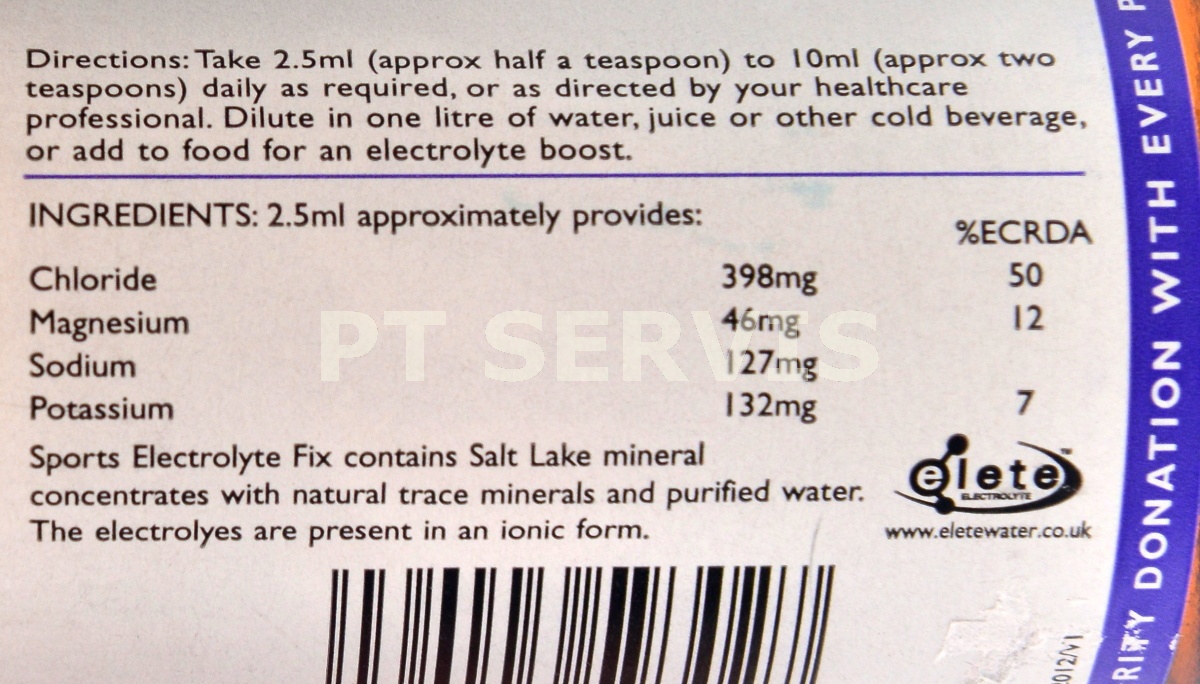 Directions: Take 2.5ml (approx half a teaspoon) to 10ml (approx two
teaspoons) daily as required, or as directed by your healthcare
professional. Dilute in one litre of water, juice or other cold beverage,
or add to food for an electrolyte boost.
INGREDIENTS: 2.5ml approximately provides:
%ECRDA
Chloride 398mg 50
Magnesium 46mg 12
Sodium 127mg
Potassium 132mg 7
PT SERVIS
Sports Electrolyte Fix contains Salt Lake mineral
concentrates with natural trace minerals and purified water.
The electrolyes are present in an ionic form.
elete™
ELECTROLYTE
www.eletewater.co.uk
DONATION WITH EVERY